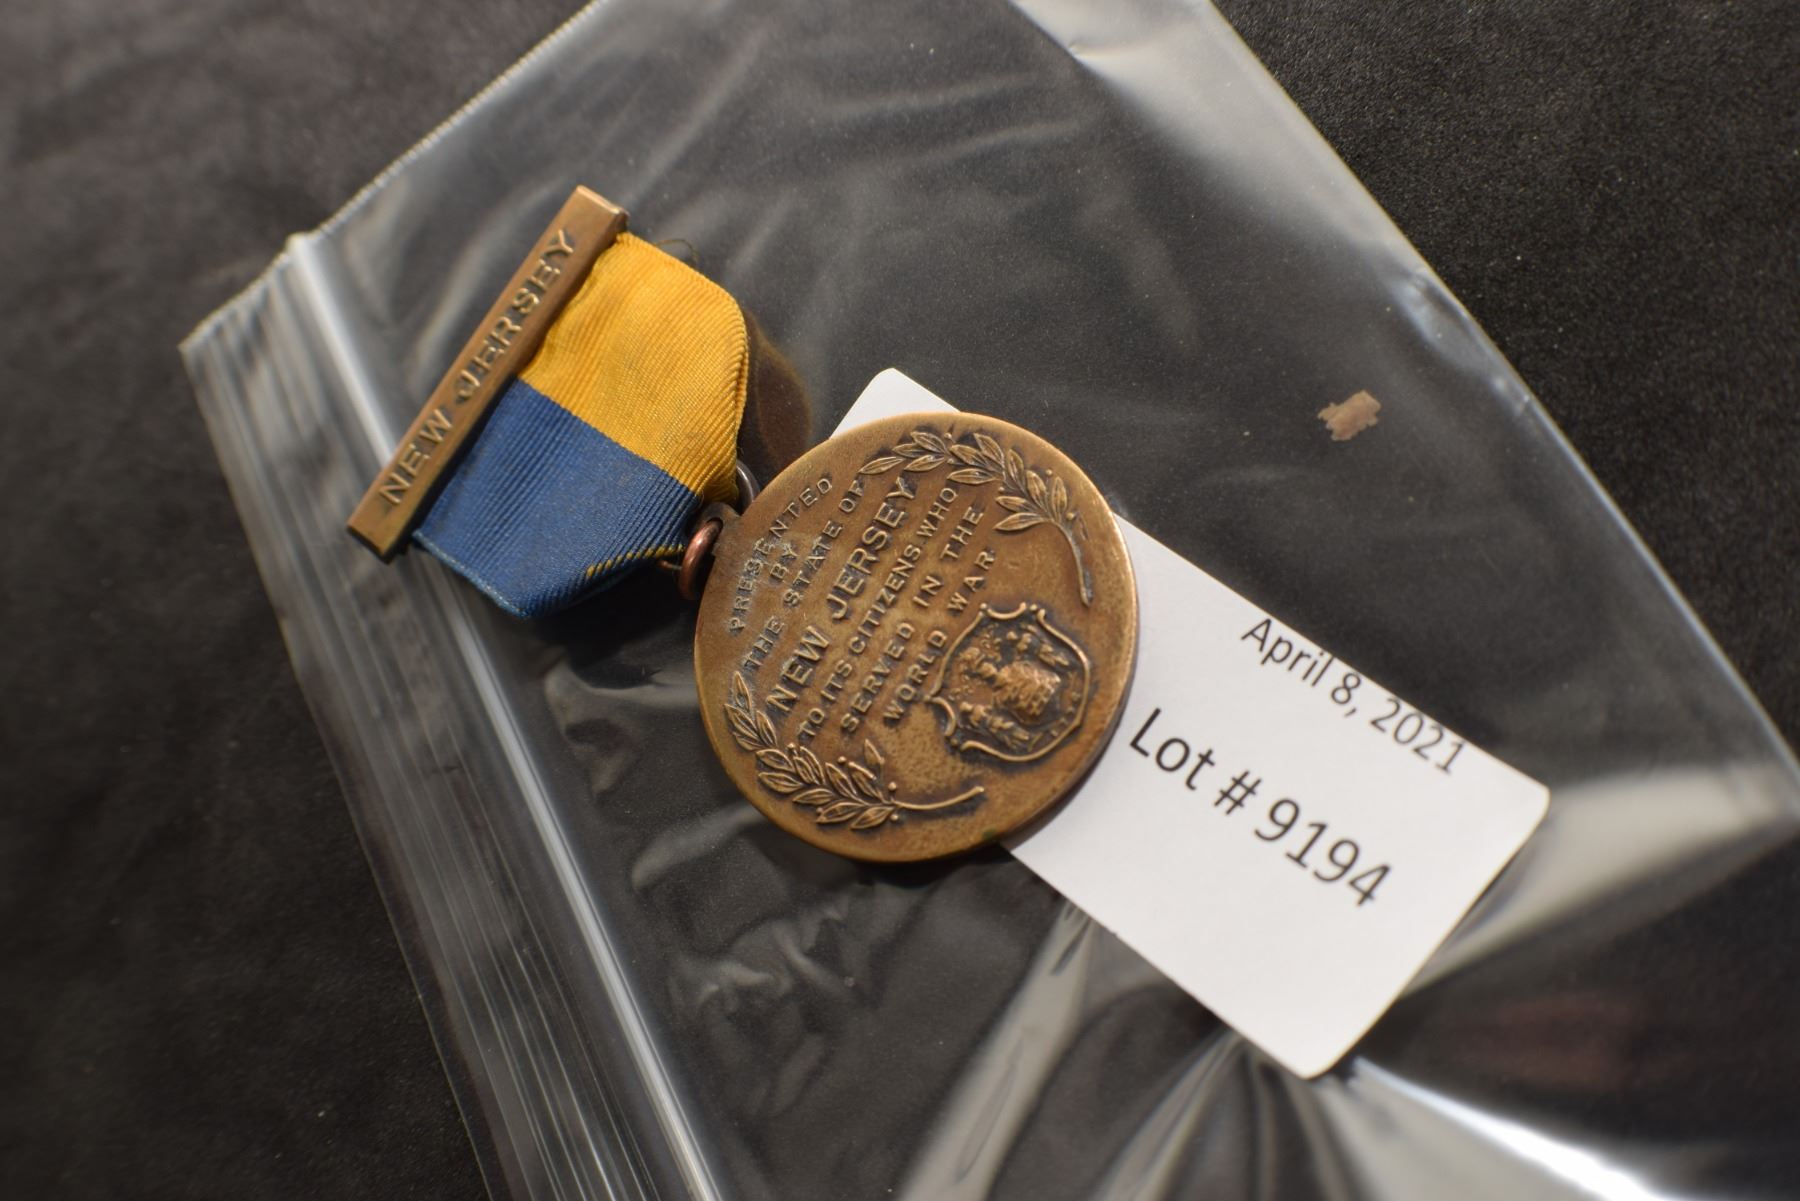 NEW JERSEY
PRESENTED
BY
THE STATE OF
NEW JERSEY
TO ITS CITIZENS WHO
SERVED IN THE
WORLD WAR
April 8, 2021
Lot # 9194